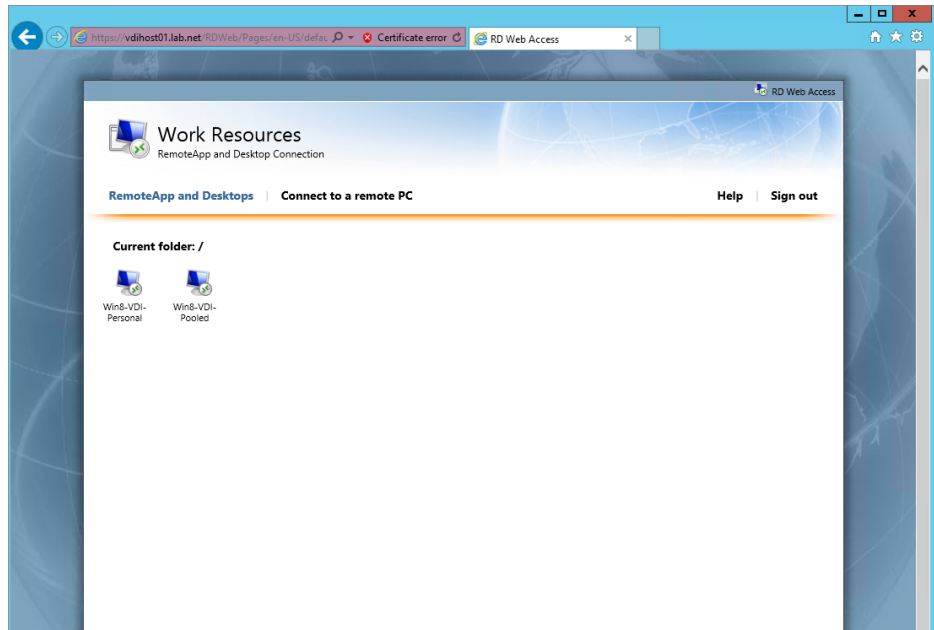 https://vdihost01.lab.net/RDWeb/Pages/en-US/defau
Certificate error
RD Web Access
RD Web Access
Work Resources
RemoteApp and Desktop Connection
RemoteApp and Desktops | Connect to a remote PC
Help | Sign out
Current folder: /
Win8-VDI-
Personal
Win8-VDI-
Pooled